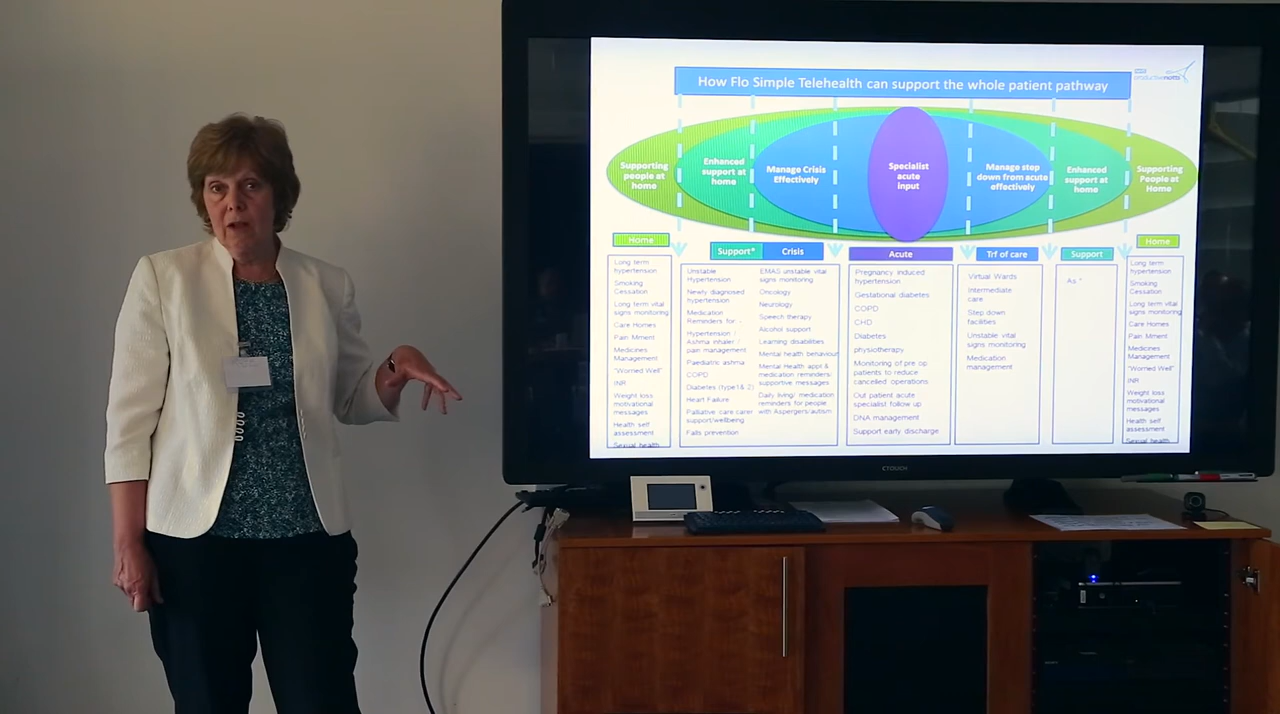 How Flo Simple Telehealth can support the whole patient pathway
NHS
productivenotts
Supporting
people at
home
Enhanced
support at
home
Manage Crisis
Effectively
Specialist
acute
input
Manage step
down from acute
effectively
Enhanced
support at
home
Supporting
People at
Home
Home
Long term
hypertension
Smoking
Cessation
Long term vital
signs monitoring
Care Homes
Pain Mment
Medicines
Management
"Worried Well"
INR
Weight loss
motivational
messages
Health self
assessment
Sexual health
Support*
Unstable
Hypertension
Newly diagnosed
hypertension
Medication
Reminders for -
Hypertension /
Asthma inhaler /
pain management
Paediatric asthma
COPD
Diabetes (type1& 2)
Heart Failure
Palliative care carer
support/wellbeing
Falls prevention
Crisis
EMAS unstable vital
signs monitoring
Oncology
Neurology
Speech therapy
Alcohol support
Learning disabilities
Mental health behaviour
Mental Health appt &
medication reminders/
supportive messages
Daily living/ medication
reminders for people
with Aspergers/autism
Acute
Pregnancy induced
hypertension
Gestational diabetes
COPD
CHD
Diabetes
physiotherapy
Monitoring of pre op
patients to reduce
cancelled operations
Out patient acute
specialist follow up
DNA management
Support early discharge
Trf of care
Virtual Wards
Intermediate
care
Step down
facilities
Unstable vital
signs monitoring
Medication
management
Support
As *
Home
Long term
hypertension
Smoking
Cessation
Long term vital
signs monitoring
Care Homes
Pain Mment
Medicines
Management
"Worried Well"
INR
Weight loss
motivational
messages
Health self
assessment
Sexual health
CTOUCH